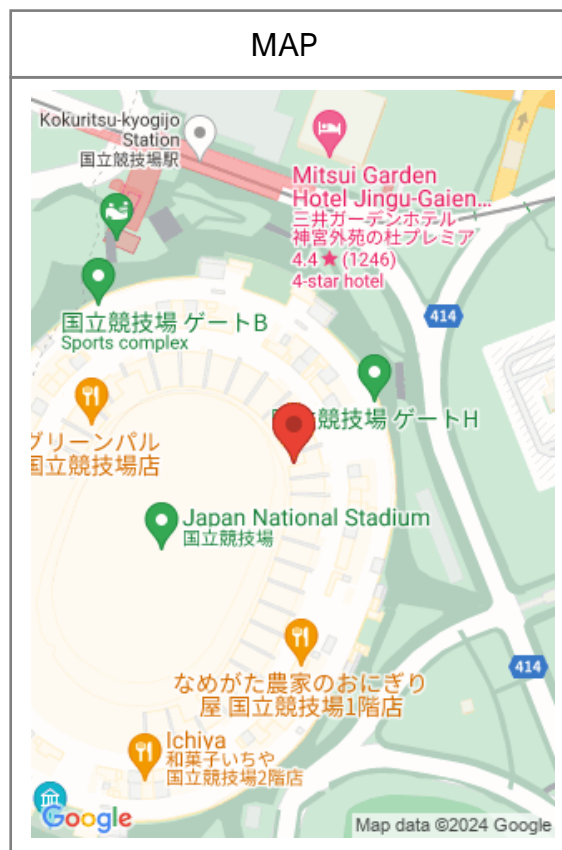 MAP
Kokuritsu-kyogijo
Station
国立競技場駅
Mitsui Garden
Hotel Jingu-Gaien...
三井ガーデンホテル
神宮外苑の杜プレミア
4.4★(1246)
4-star hotel
414
国立競技場 ゲートB
Sports complex
競技場 ゲートH
グリーンパル
国立競技場店
Japan National Stadium
国立競技場
414
なめがた農家のおにぎり
屋 国立競技場1階店
Ichiya
和菓子いちや
国立競技場2階店
Google
Map data ©2024 Google